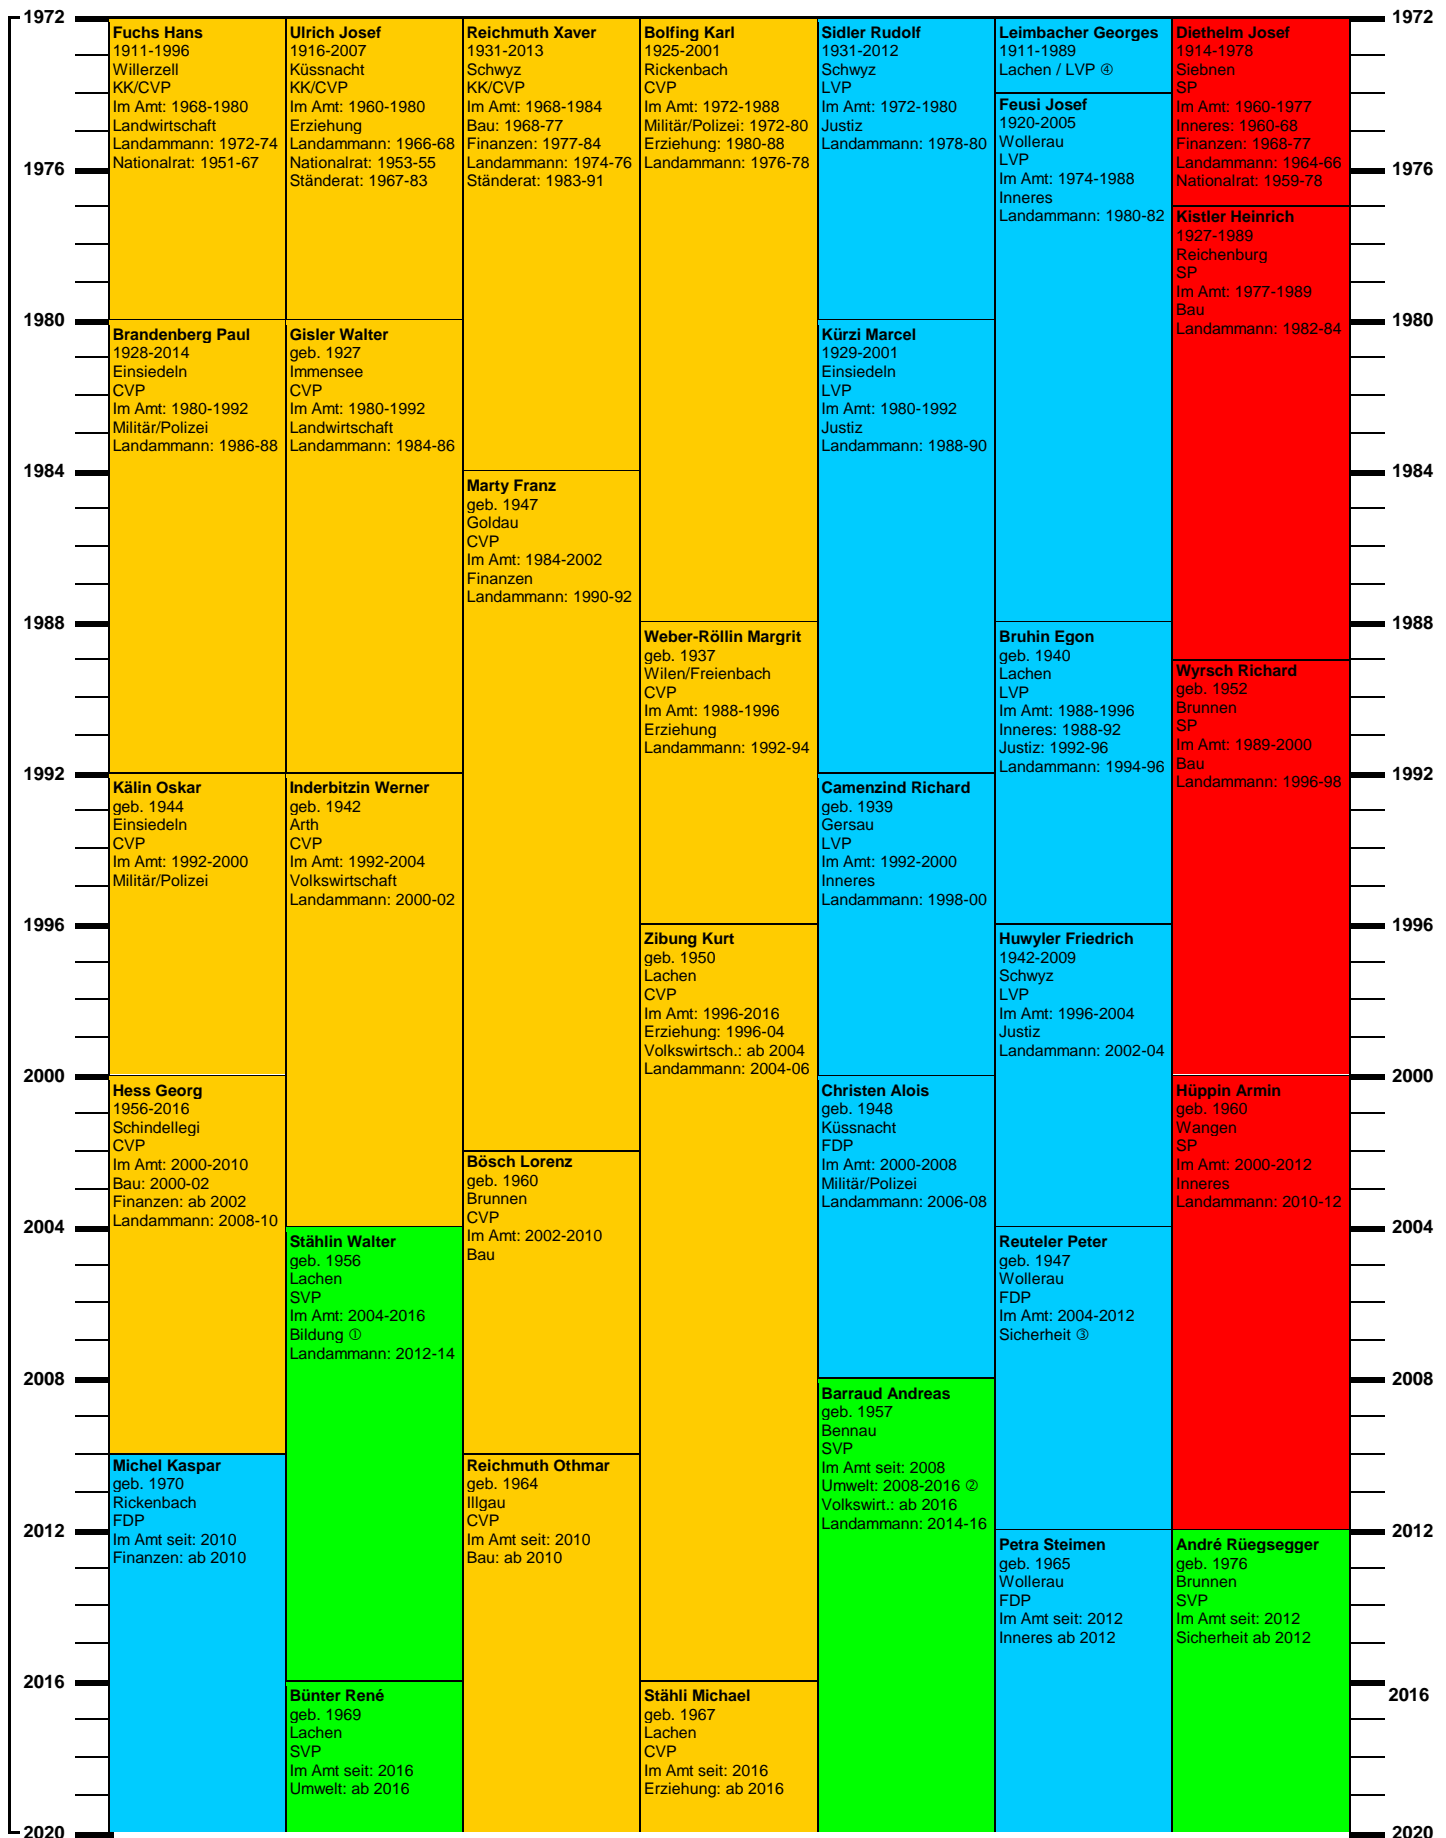 1972
1976
1980
1984
1988
1992
1996
2000
2004
2008
2012
2016
2020
Fuchs Hans
1911-1996
Willerzell
KK/CVP
Im Amt: 1968-1980
Landwirtschaft
Landammann: 1972-74
Nationalrat: 1951-67
Brandenberg Paul
1928-2014
Einsiedeln
CVP
Im Amt: 1980-1992
Militär/Polizei
Landammann: 1986-88
Kälin Oskar
geb. 1944
Einsiedeln
CVP
Im Amt: 1992-2000
Militär/Polizei
Hess Georg
1956-2016
Schindellegi
CVP
Im Amt: 2000-2010
Bau: 2000-02
Finanzen: ab 2002
Landammann: 2008-10
Michel Kaspar
geb. 1970
Rickenbach
FDP
Im Amt seit: 2010
Finanzen: ab 2010
Ulrich Josef
1916-2007
Küssnacht
KK/CVP
Im Amt: 1960-1980
Erziehung
Landammann: 1966-68
Nationalrat: 1953-55
Ständerat: 1967-83
Gisler Walter
geb. 1927
Immensee
CVP
Im Amt: 1980-1992
Landwirtschaft
Landammann: 1984-86
Inderbitzin Werner
geb. 1942
Arth
CVP
Im Amt: 1992-2004
Volkswirtschaft
Landammann: 2000-02
Stählin Walter
geb. 1956
Lachen
SVP
Im Amt: 2004-2016
Bildung ①
Landammann: 2012-14
Bünter René
geb. 1969
Lachen
SVP
Im Amt seit: 2016
Umwelt: ab 2016
Reichmuth Xaver
1931-2013
Schwyz
KK/CVP
Im Amt: 1968-1984
Bau: 1968-77
Finanzen: 1977-84
Landammann: 1974-76
Ständerat: 1983-91
Marty Franz
geb. 1947
Goldau
CVP
Im Amt: 1984-2002
Finanzen
Landammann: 1990-92
Bösch Lorenz
geb. 1960
Brunnen
CVP
Im Amt: 2002-2010
Bau
Reichmuth Othmar
geb. 1964
Illgau
CVP
Im Amt seit: 2010
Bau: ab 2010
Bolfing Karl
1925-2001
Rickenbach
CVP
Im Amt: 1972-1988
Militär/Polizei: 1972-80
Erziehung: 1980-88
Landammann: 1976-78
Weber-Röllin Margrit
geb. 1937
Wilen/Freienbach
CVP
Im Amt: 1988-1996
Erziehung
Landammann: 1992-94
Zibung Kurt
geb. 1950
Lachen
CVP
Im Amt: 1996-2016
Erziehung: 1996-04
Volkswirtsch.: ab 2004
Landammann: 2004-06
Stähli Michael
geb. 1967
Lachen
CVP
Im Amt seit: 2016
Erziehung: ab 2016
Sidler Rudolf
1931-2012
Schwyz
LVP
Im Amt: 1972-1980
Justiz
Landammann: 1978-80
Kürzi Marcel
1929-2001
Einsiedeln
LVP
Im Amt: 1980-1992
Justiz
Landammann: 1988-90
Camenzind Richard
geb. 1939
Gersau
LVP
Im Amt: 1992-2000
Inneres
Landammann: 1998-00
Christen Alois
geb. 1948
Küssnacht
FDP
Im Amt: 2000-2008
Militär/Polizei
Landammann: 2006-08
Barraud Andreas
geb. 1957
Bennau
SVP
Im Amt seit: 2008
Umwelt: 2008-2016 ②
Volkswirt.: ab 2016
Landammann: 2014-16
Leimbacher Georges
1911-1989
Lachen / LVP ④
Feusi Josef
1920-2005
Wollerau
LVP
Im Amt: 1974-1988
Inneres
Landammann: 1980-82
Bruhin Egon
geb. 1940
Lachen
LVP
Im Amt: 1988-1996
Inneres: 1988-92
Justiz: 1992-96
Landammann: 1994-96
Huwyler Friedrich
1942-2009
Schwyz
LVP
Im Amt: 1996-2004
Justiz
Landammann: 2002-04
Reuteler Peter
geb. 1947
Wollerau
FDP
Im Amt: 2004-2012
Sicherheit ③
Petra Steimen
geb. 1965
Wollerau
FDP
Im Amt seit: 2012
Inneres ab 2012
Diethelm Josef
1914-1978
Siebnen
SP
Im Amt: 1960-1977
Inneres: 1960-68
Finanzen: 1968-77
Landammann: 1964-66
Nationalrat: 1959-78
Kistler Heinrich
1927-1989
Reichenburg
SP
Im Amt: 1977-1989
Bau
Landammann: 1982-84
Wyrsch Richard
geb. 1952
Brunnen
SP
Im Amt: 1989-2000
Bau
Landammann: 1996-98
Hüppin Armin
geb. 1960
Wangen
SP
Im Amt: 2000-2012
Inneres
Landammann: 2010-12
André Rüegsegger
geb. 1976
Brunnen
SVP
Im Amt seit: 2012
Sicherheit ab 2012
1972
1976
1980
1984
1988
1992
1996
2000
2004
2008
2012
2016
2020